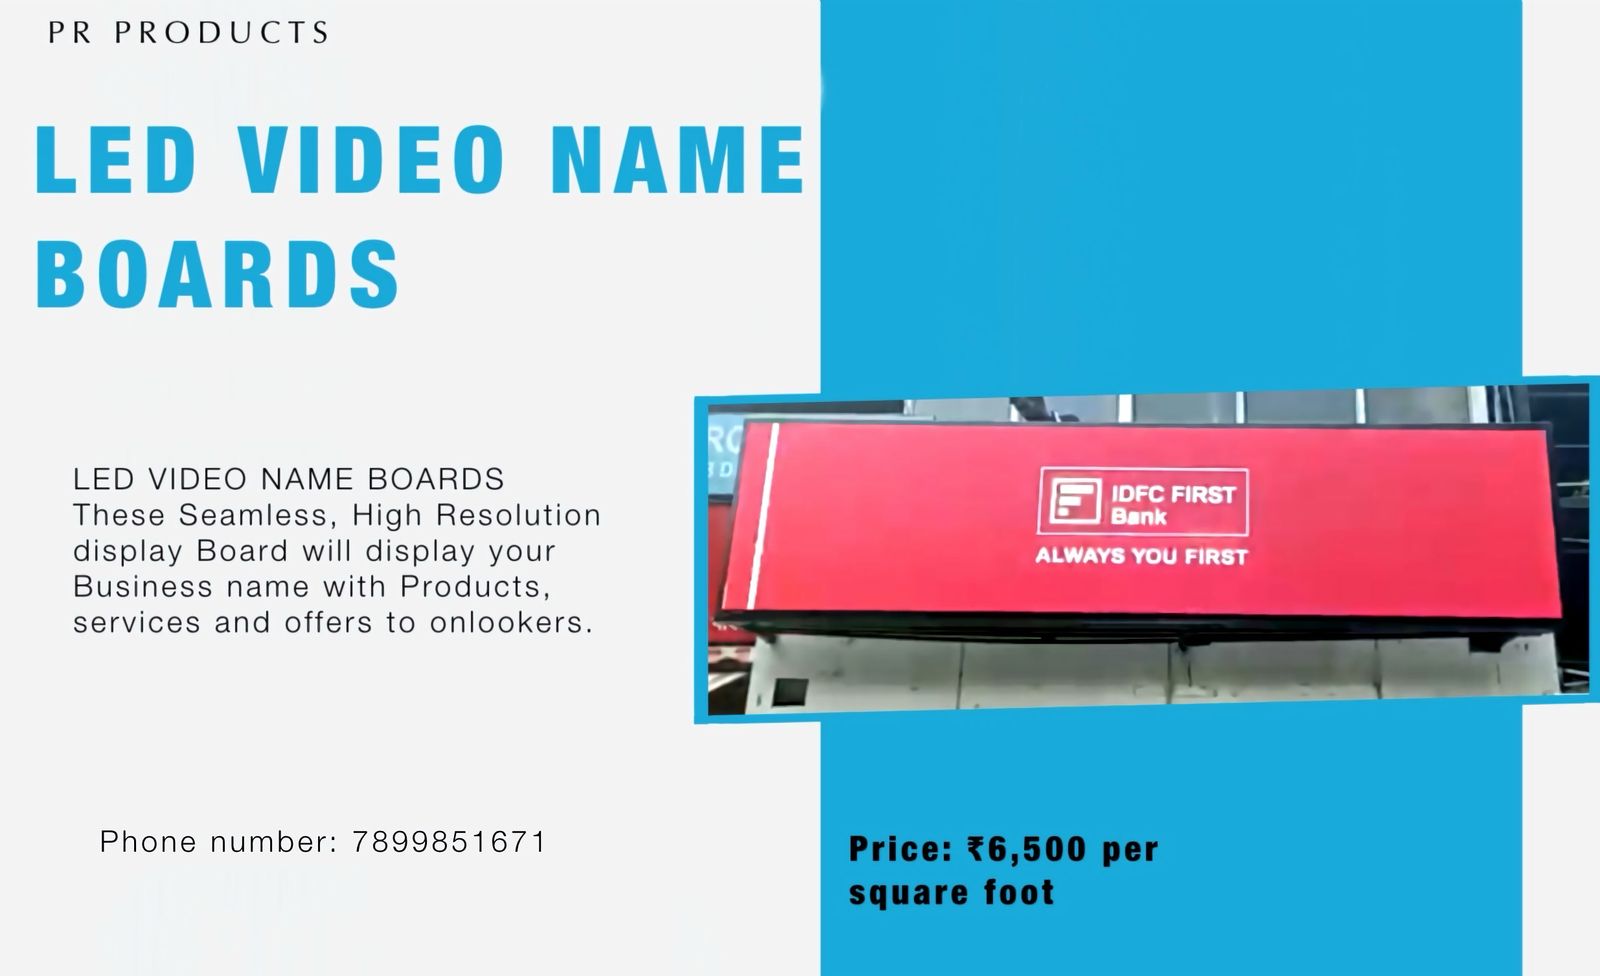 PR PRODUCTS
LED VIDEO NAME
BOARDS
LED VIDEO NAME BOARDS
These Seamless, High Resolution
display Board will display your
Business name with Products,
services and offers to onlookers.
IDFC FIRST
Bank
ALWAYS YOU FIRST
Phone number: 7899851671
Price: ₹6,500 per
square foot